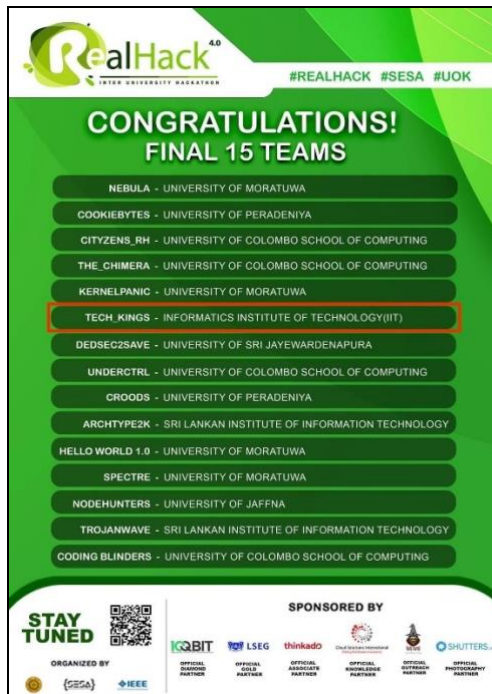 RealHack 4.0
INTER UNIVERSITY HACKATHON
#REALHACK #SESA #UOK
CONGRATULATIONS!
FINAL 15 TEAMS
NEBULA - UNIVERSITY OF MORATUWA
COOKIEBYTES - UNIVERSITY OF PERADENIYA
CITYZENS_RH - UNIVERSITY OF COLOMBO SCHOOL OF COMPUTING
THE_CHIMERA - UNIVERSITY OF COLOMBO SCHOOL OF COMPUTING
KERNELPANIC - UNIVERSITY OF MORATUWA
TECH_KINGS - INFORMATICS INSTITUTE OF TECHNOLOGY(IIT)
DEDSEC2SAVE - UNIVERSITY OF SRI JAYEWARDENAPURA
UNDERCTRL - UNIVERSITY OF COLOMBO SCHOOL OF COMPUTING
CROODS - UNIVERSITY OF PERADENIYA
ARCHTYPE2K - SRI LANKAN INSTITUTE OF INFORMATION TECHNOLOGY
HELLO WORLD 1.0 - UNIVERSITY OF MORATUWA
SPECTRE - UNIVERSITY OF MORATUWA
NODEHUNTERS - UNIVERSITY OF JAFFNA
TROJANWAVE - SRI LANKAN INSTITUTE OF INFORMATION TECHNOLOGY
CODING BLINDERS - UNIVERSITY OF COLOMBO SCHOOL OF COMPUTING
STAY
TUNED
ORGANIZED BY
{SESA} IEEE
SPONSORED BY
IQBIT LSEG thinkado SHUTTERS
OFFICIAL DIAMOND PARTNER
OFFICIAL GOLD PARTNER
OFFICIAL ASSOCIATE PARTNER
OFFICIAL KNOWLEDGE PARTNER
OFFICIAL OUTREACH PARTNER
OFFICIAL PHOTOGRAPHY PARTNER